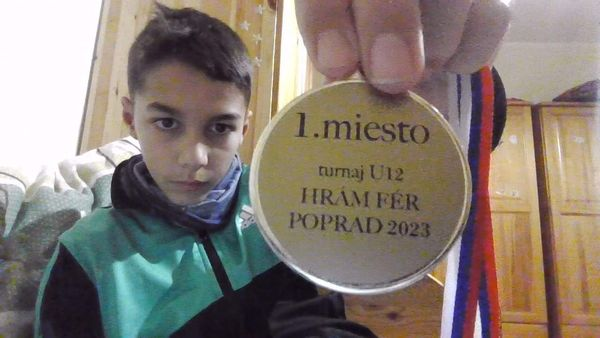 1.miesto
turnaj U12
HRÁM FÉR
POPRAD 2023